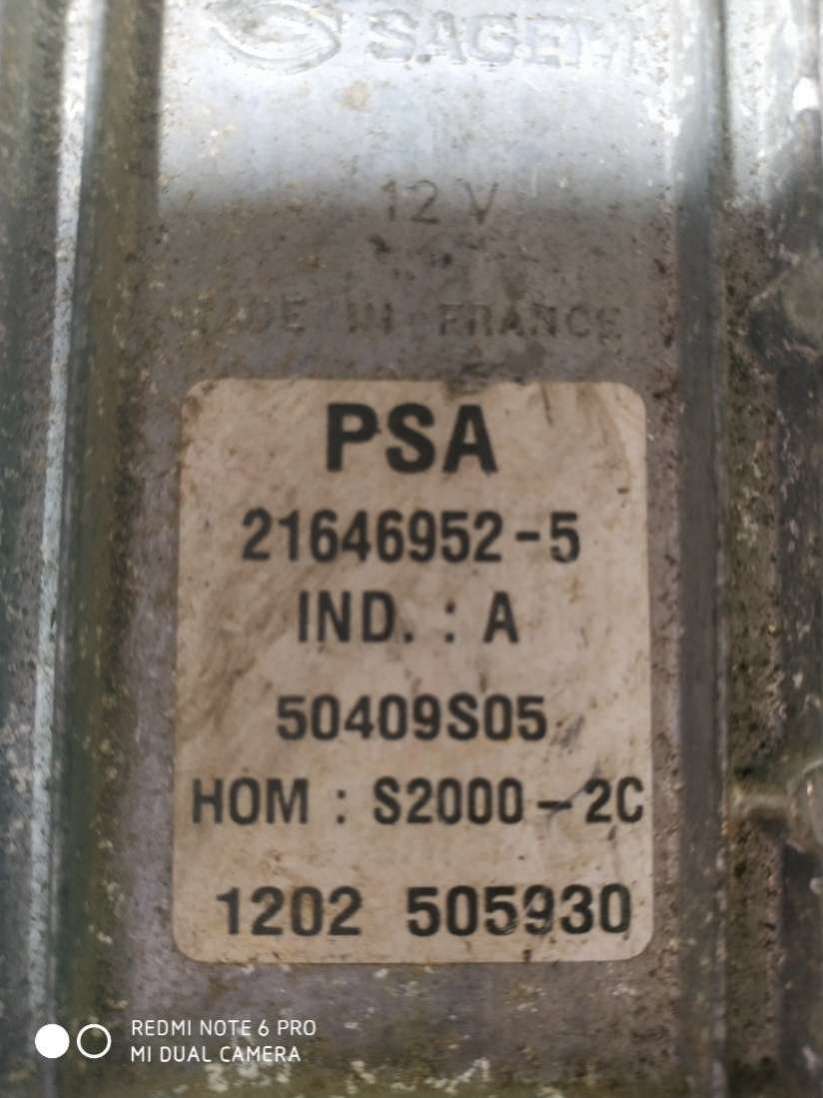 SAGEM
12 V
MADE IN FRANCE
PSA
21646952-5
IND. : A
50409S05
HOM : S2000-2C
1202 505930
REDMI NOTE 6 PRO
MI DUAL CAMERA